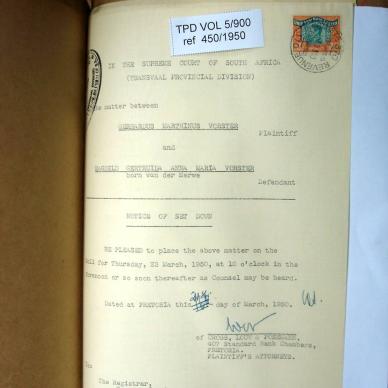 TPD VOL 5/900
ref 450/1950
IN THE SUPREME COURT OF SOUTH AFRICA
(TRANSVAAL PROVINCIAL DIVISION)
matter between
GERHARDUS MARTHINUS VORSTER
Plaintiff
and
GERTRUIDA ANNA MARIA VORSTER
born van der Merwe
Defendant
NOTICE OF SET DOWN
BE PLEASED to place the above matter on the
Roll for Thursday, 23 March, 1950, at 10 o'clock in the
forenoon or so soon thereafter as Counsel may be heard.
Dated at PRETORIA this day of March, 1950.
of
407 Standard Bank Chambers,
PRETORIA.
PLAINTIFF'S ATTORNEYS.
The Registrar,